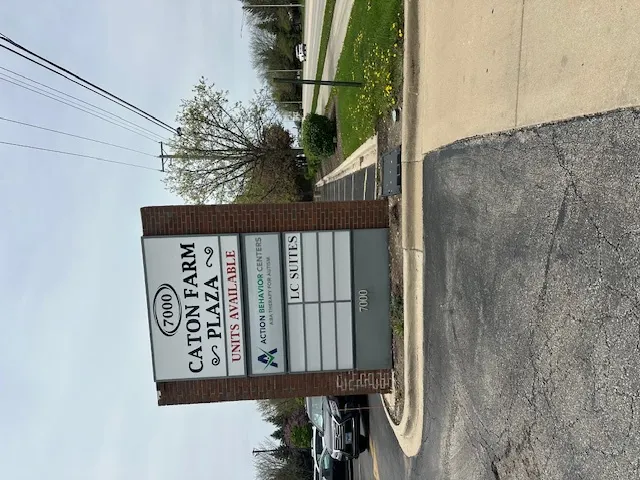 7000
CATON FARM
PLAZA
UNITS AVAILABLE
ACTION BEHAVIOR CENTERS
ABA THERAPY FOR AUTISM
LC SUITES
7000